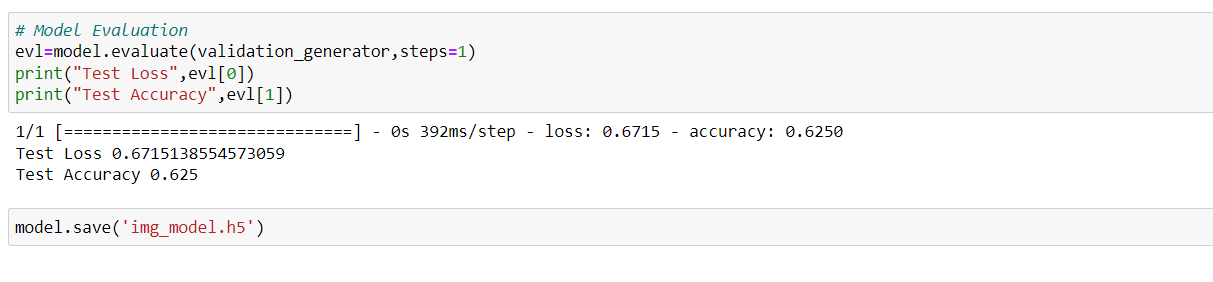 # Model Evaluation
evl=model.evaluate(validation_generator,steps=1)
print("Test Loss",evl[0])
print("Test Accuracy",evl[1])
1/1 [==============================] - 0s 392ms/step - loss: 0.6715 - accuracy: 0.6250
Test Loss 0.6715138554573059
Test Accuracy 0.625
model.save('img_model.h5')